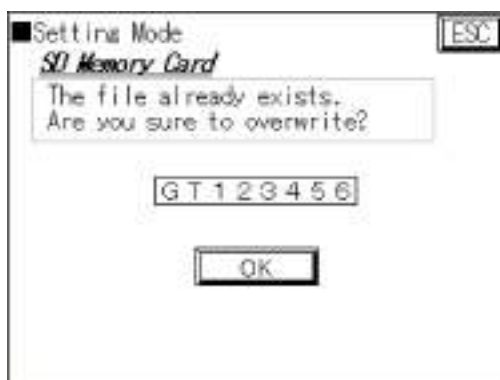 ■Setting Mode
ESC
SD Memory Card
The file already exists.
Are you sure to overwrite?
GT123456
OK